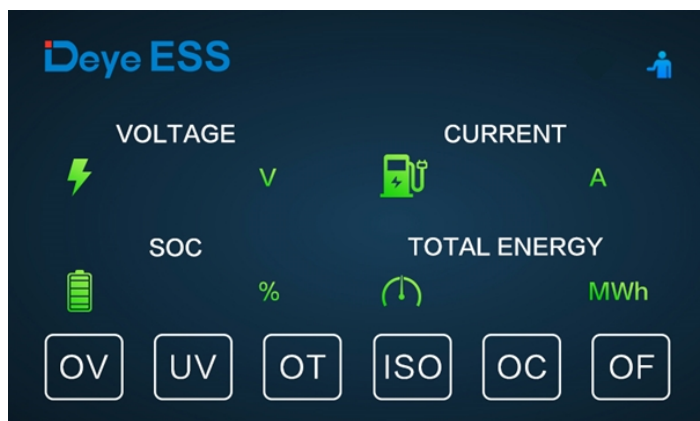 Deye ESS
VOLTAGE CURRENT
V A
SOC TOTAL ENERGY
% MWh
OV UV OT ISO OC OF